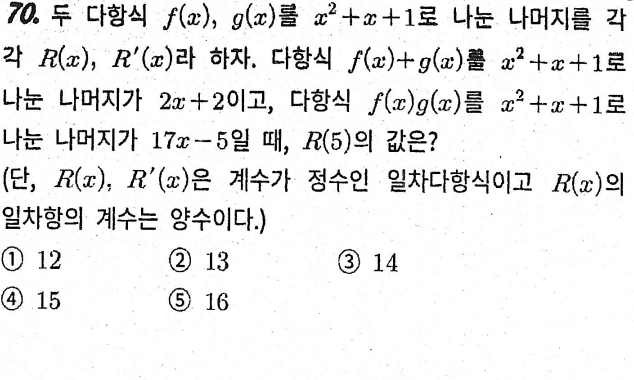 70. 두 다항식 f(x), g(x)를 x²+x+1로 나눈 나머지를 각
각 R(x), R′(x)라 하자. 다항식 f(x)+g(x)를 x²+x+1로
나눈 나머지가 2x+2이고, 다항식 f(x)g(x)를 x²+x+1로
나눈 나머지가 17x-5일 때, R(5)의 값은?
(단, R(x), R′(x)은 계수가 정수인 일차다항식이고 R(x)의
일차항의 계수는 양수이다.)
① 12 ② 13 ③ 14
④ 15 ⑤ 16